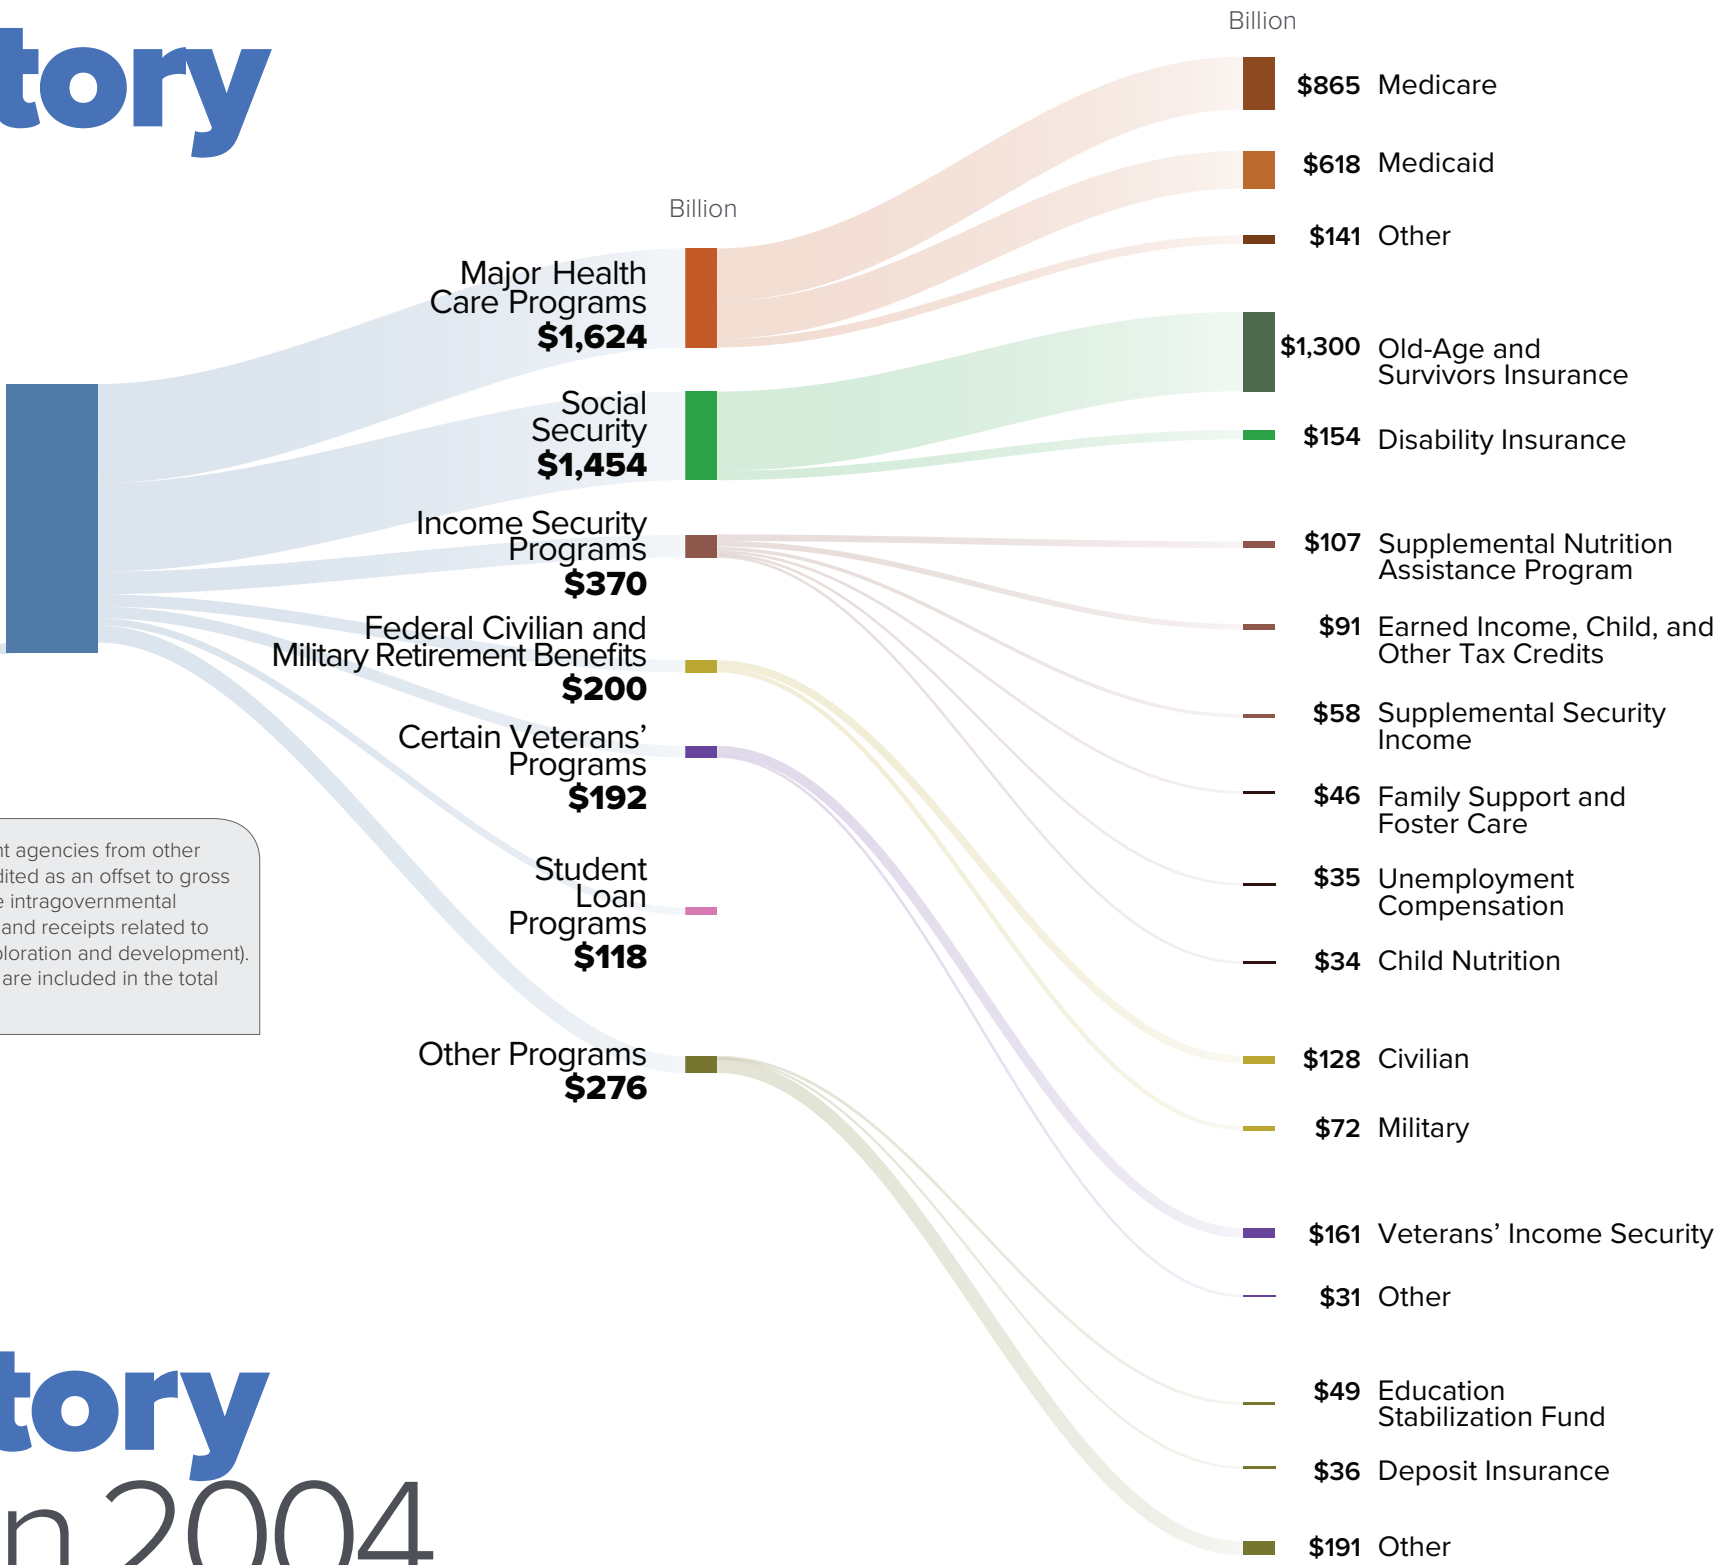 tory
Billion
Major Health
Care Programs
$1,624
Social
Security
$1,454
Income Security
Programs
$370
Federal Civilian and
Military Retirement Benefits
$200
Certain Veterans’
Programs
$192
Student
Loan
Programs
$118
Other Programs
$276
Billion
$865 Medicare
$618 Medicaid
$141 Other
$1,300 Old-Age and
Survivors Insurance
$154 Disability Insurance
$107 Supplemental Nutrition
Assistance Program
$91 Earned Income, Child, and
Other Tax Credits
$58 Supplemental Security
Income
$46 Family Support and
Foster Care
$35 Unemployment
Compensation
$34 Child Nutrition
$128 Civilian
$72 Military
$161 Veterans’ Income Security
$31 Other
$49 Education
Stabilization Fund
$36 Deposit Insurance
$191 Other
agencies from other
as an offset to gross
intragovernmental
and receipts related to
and development).
are included in the total
tory
n 2004